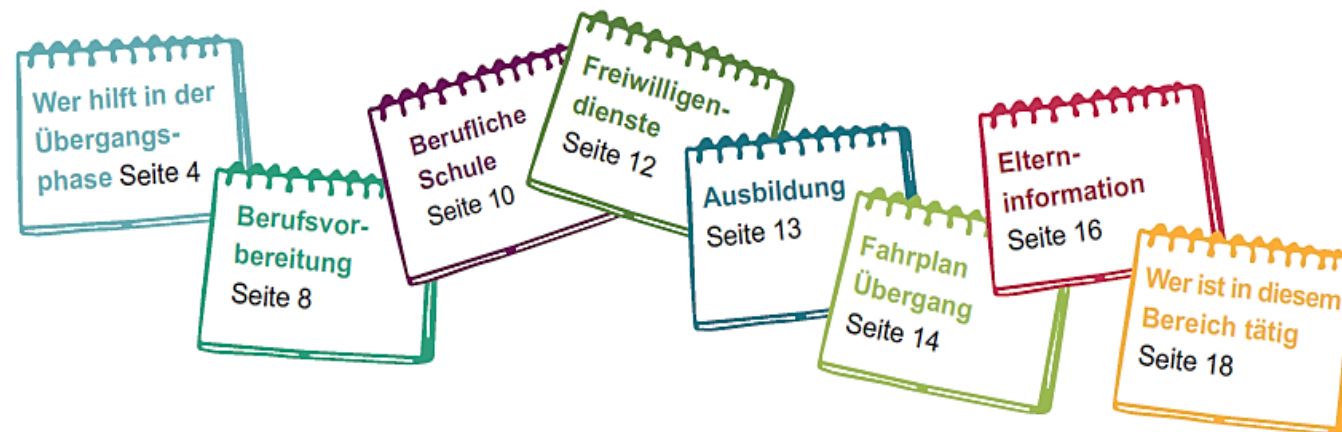 Wer hilft in der
Übergangs-
phase Seite 4
Berufsvor-
bereitung
Seite 8
Berufliche
Schule
Seite 10
Freiwilligen-
dienste
Seite 12
Ausbildung
Seite 13
Fahrplan
Übergang
Seite 14
Eltern-
information
Seite 16
Wer ist in diesem
Bereich tätig
Seite 18